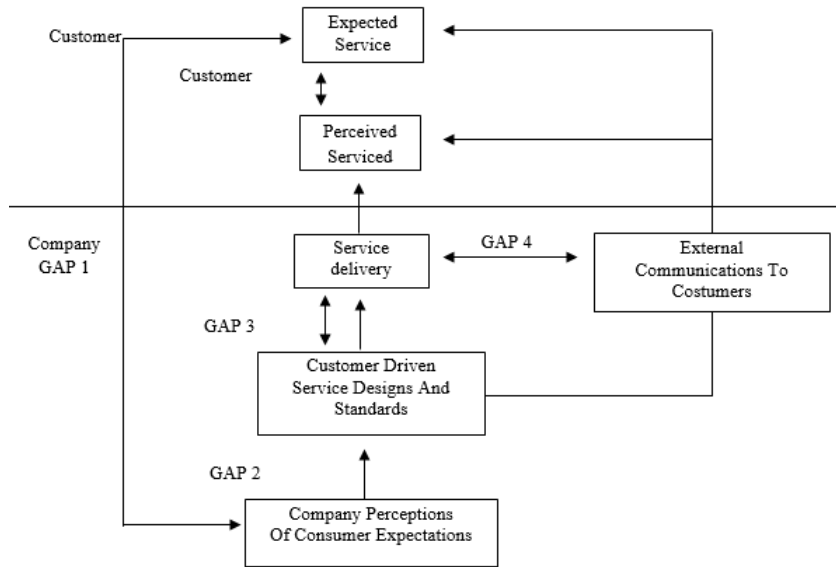 Expected
Service
Customer
Customer
Perceived
Serviced
Company
GAP 1
Service
delivery
GAP 4
External
Communications To
Costumers
GAP 3
Customer Driven
Service Designs And
Standards
GAP 2
Company Perceptions
Of Consumer Expectations